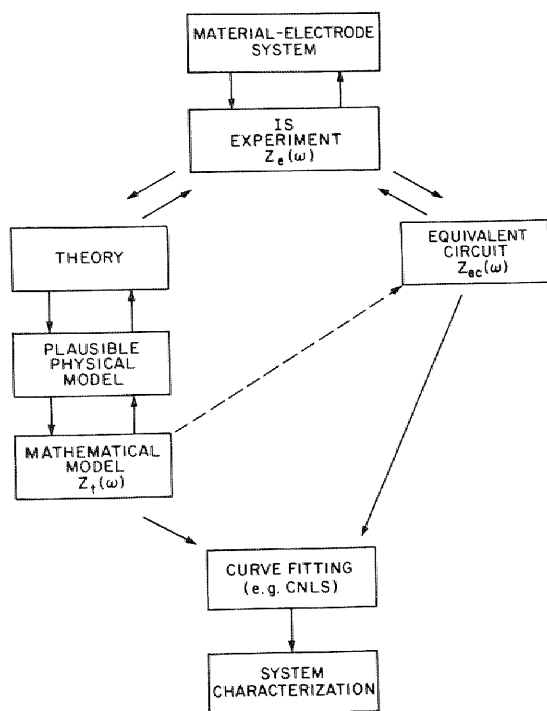 MATERIAL-ELECTRODE
SYSTEM
IS
EXPERIMENT
Z_e(ω)
THEORY
EQUIVALENT
CIRCUIT
Z_ec(ω)
PLAUSIBLE
PHYSICAL
MODEL
MATHEMATICAL
MODEL
Z_t(ω)
CURVE FITTING
(e.g. CNLS)
SYSTEM
CHARACTERIZATION